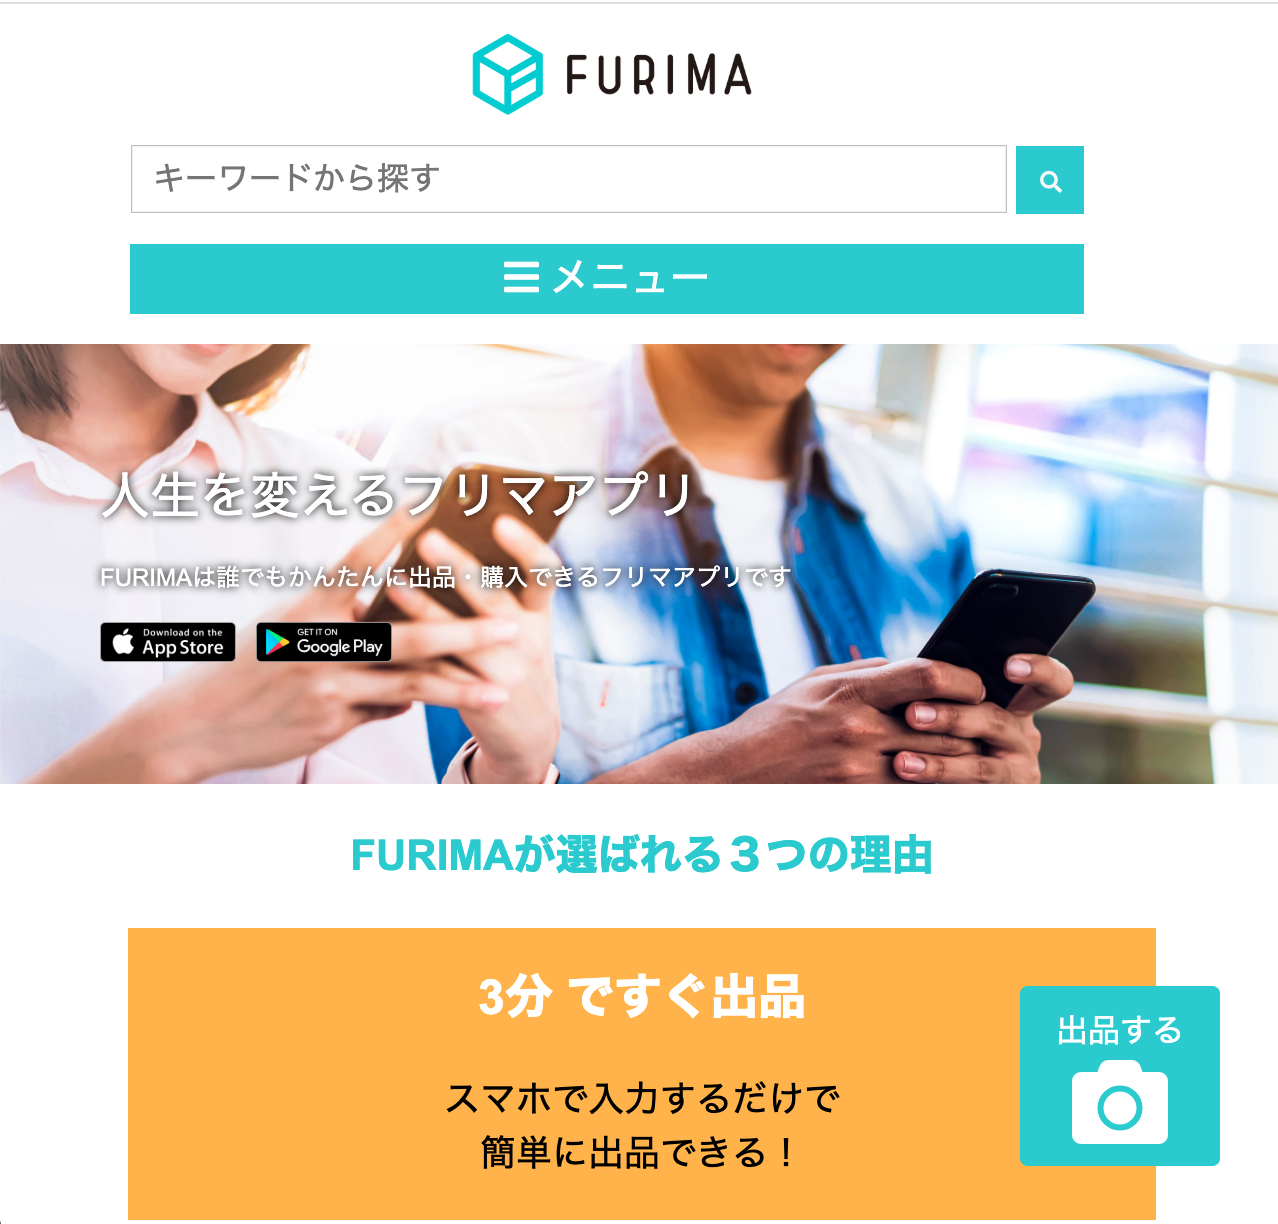 FURIMA
キーワードから探す
メニュー
人生を変えるフリマアプリ
FURIMAは誰でもかんたんに出品・購入できるフリマアプリです
Download on the
App Store
GET IT ON
Google Play
FURIMAが選ばれる３つの理由
3分 ですぐ出品
出品する
スマホで入力するだけで
簡単に出品できる！